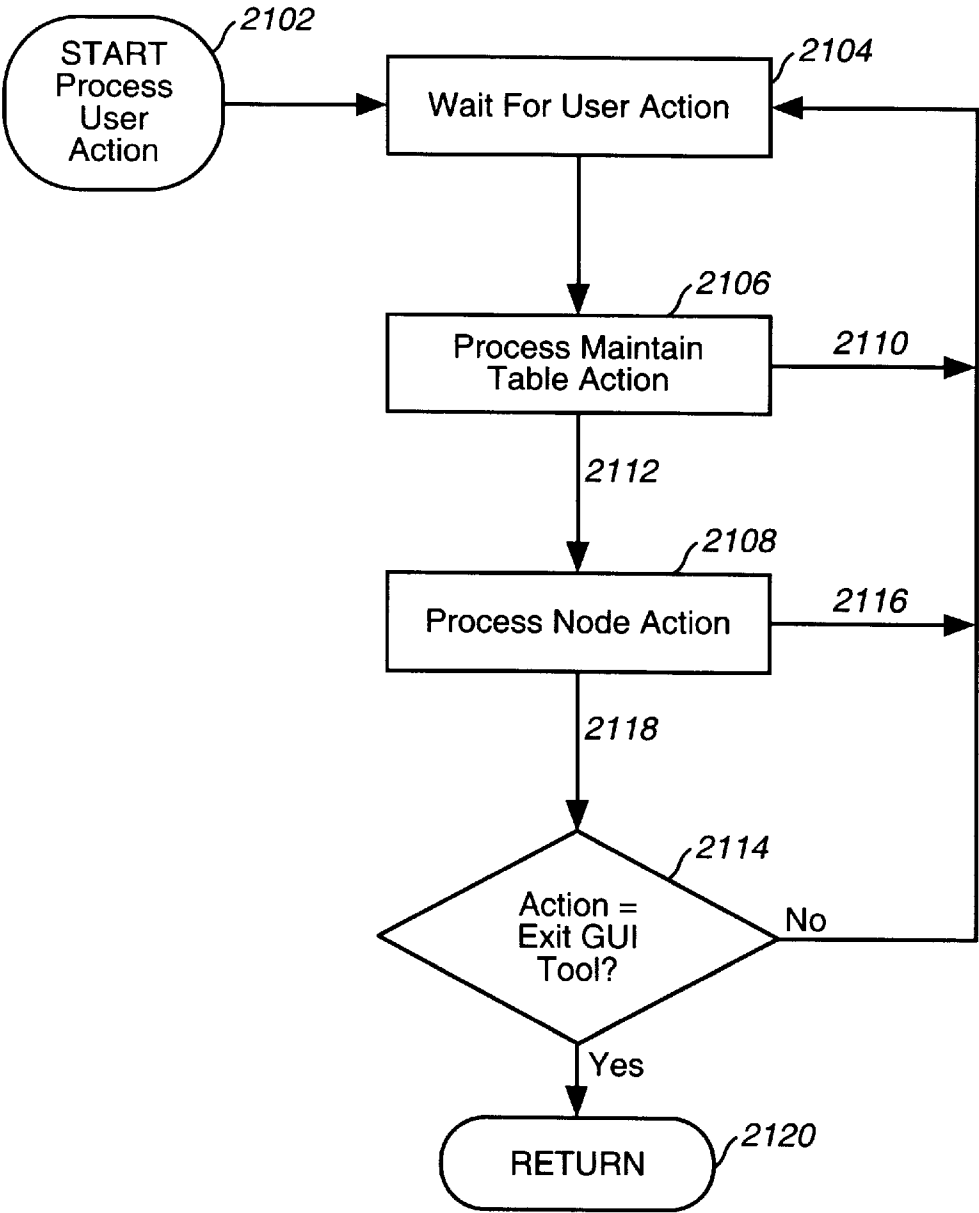 2102
START
Process
User
Action
2104
Wait For User Action
2106
Process Maintain
Table Action
2110
2112
2108
Process Node Action
2116
2118
2114
Action =
Exit GUI
Tool?
No
Yes
2120
RETURN